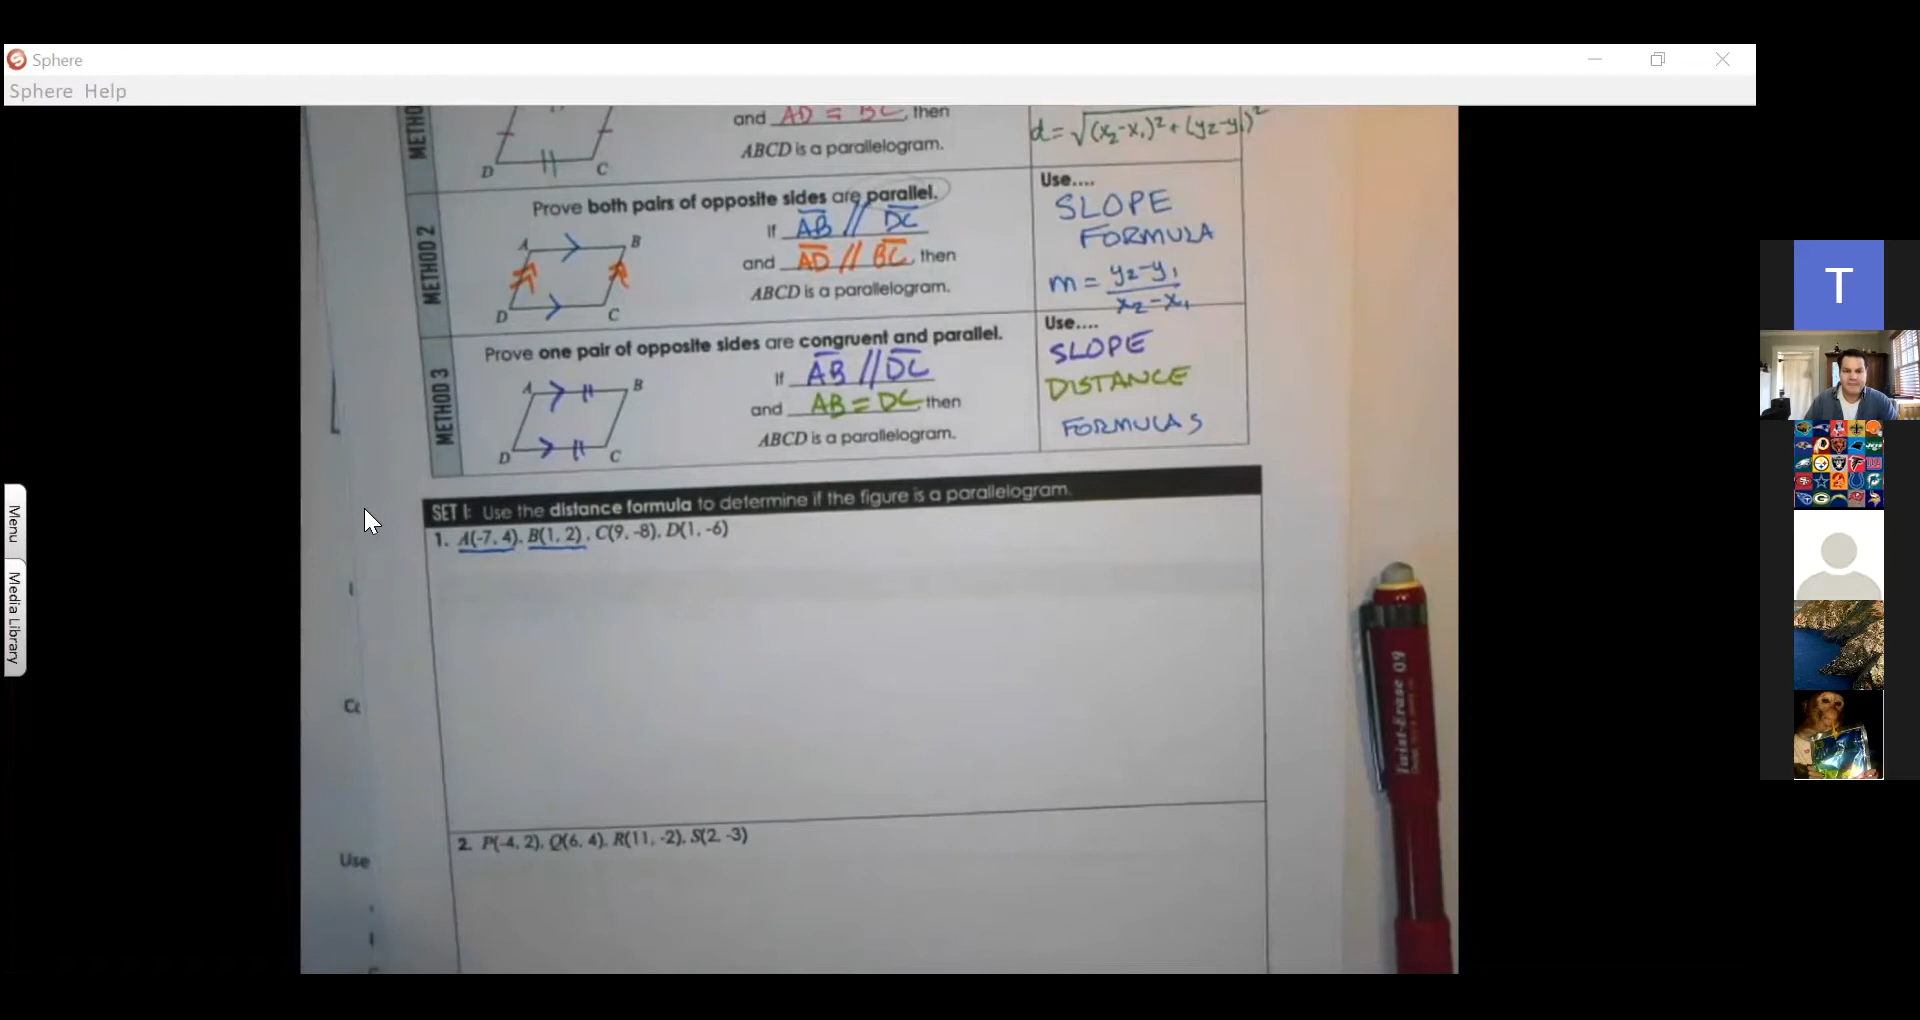 Sphere
Sphere Help
METHO
and AD = BC, then
ABCD is a parallelogram.
D C
d = √(x₂-x₁)² + (y₂-y₁)²
METHOD 2
Prove both pairs of opposite sides are parallel.
If AB // DC
and AD // BC, then
ABCD is a parallelogram.
A B
D C
Use....
SLOPE
FORMULA
m = y₂-y₁
x₂-x₁
METHOD 3
Prove one pair of opposite sides are congruent and parallel.
If AB // DC
and AB = DC, then
ABCD is a parallelogram.
A B
D C
Use....
SLOPE
DISTANCE
FORMULAS
SET I: Use the distance formula to determine if the figure is a parallelogram.
1. A(-7, 4), B(1, 2), C(9, -8), D(1, -6)
2. P(-4, 2), Q(6, 4), R(11, -2), S(2, -3)
Menu
Media Library
Use
Twist-Erase 09
T